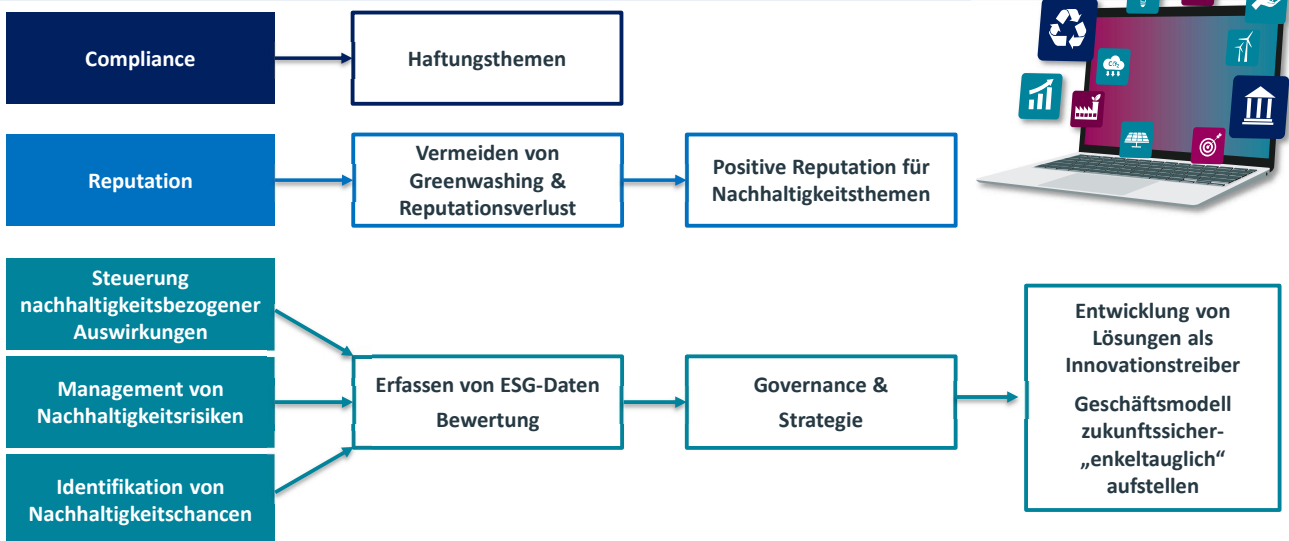 Compliance
Haftungsthemen
Reputation
Vermeiden von
Greenwashing &
Reputationsverlust
Positive Reputation für
Nachhaltigkeitsthemen
Steuerung
nachhaltigkeitsbezogener
Auswirkungen
Management von
Nachhaltigkeitsrisiken
Identifikation von
Nachhaltigkeitschancen
Erfassen von ESG-Daten
Bewertung
Governance &
Strategie
Entwicklung von
Lösungen als
Innovationstreiber
Geschäftsmodell
zukunftssicher-
„enkeltauglich“
aufstellen
CO₂